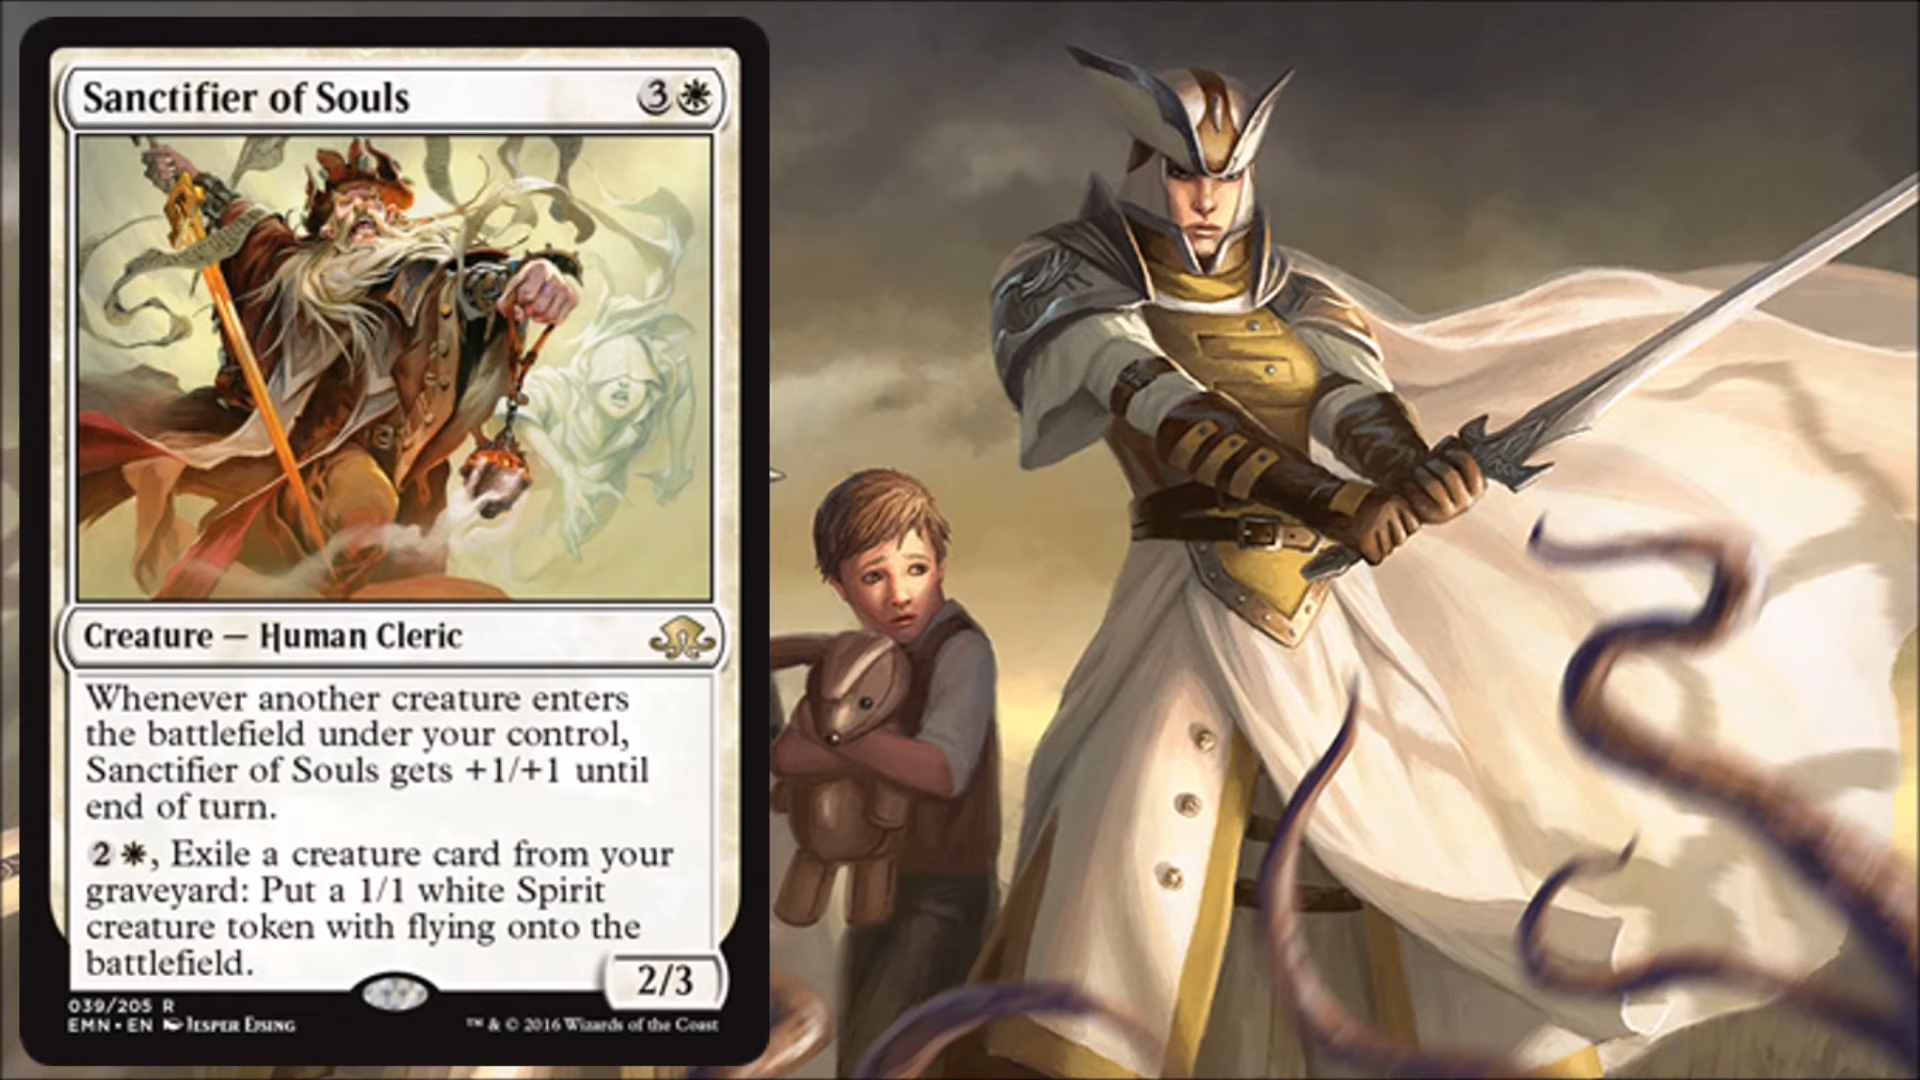 Sanctifier of Souls 3
Creature — Human Cleric
Whenever another creature enters
the battlefield under your control,
Sanctifier of Souls gets +1/+1 until
end of turn.
2, Exile a creature card from your
graveyard: Put a 1/1 white Spirit
creature token with flying onto the
battlefield.
2/3
039/205 R
EMN • EN Jesper Ejsing
™ & © 2016 Wizards of the Coast